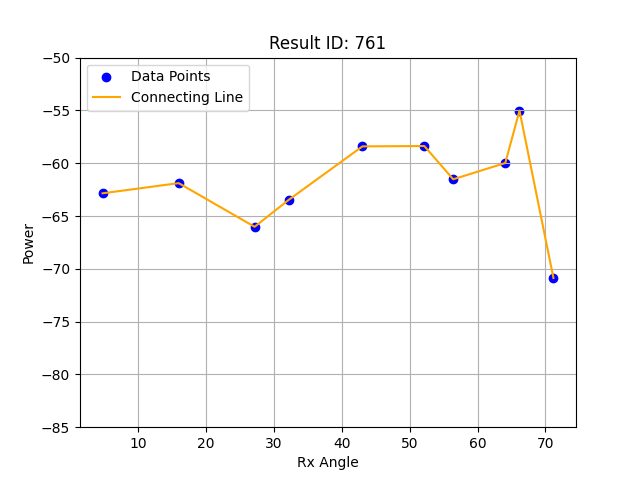 Result ID: 761
Data Points
Connecting Line
Power
−50
−55
−60
−65
−70
−75
−80
−85
10 20 30 40 50 60 70
Rx Angle